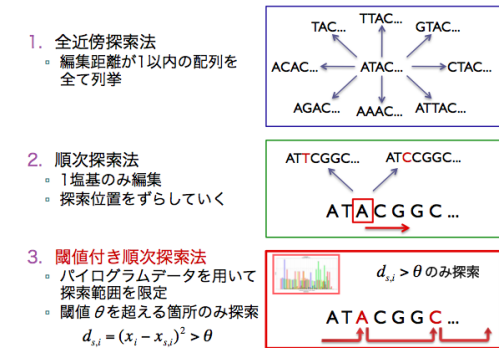 1. 全近傍探索法
編集距離が1以内の配列を
全て列挙
TAC...
TTAC...
GTAC...
ACAC...
ATAC...
CTAC...
AGAC...
AAAC...
ATTAC...
2. 順次探索法
1塩基のみ編集
探索位置をずらしていく
ATTCGGC...
ATCCGGC...
ATACGGC...
3. 閾値付き順次探索法
パイログラムデータを用いて
探索範囲を限定
閾値θを超える箇所のみ探索
d_{s,i} = (x_i − x_{s,i})² > θ
d_{s,i} > θ のみ探索
ATACGGC...